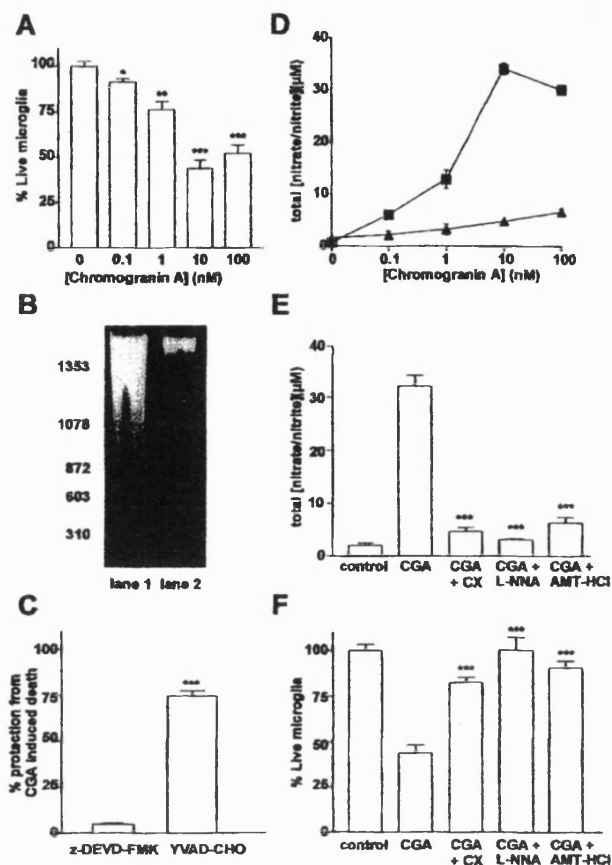 A
% Live microglia
100
75
50
25
0
*
**
***
***
0 0.1 1 10 100
[Chromogranin A] (nM)
B
1353
1078
872
603
310
lane 1 lane 2
C
% protection from
CGA induced death
100
75
50
25
0
***
z-DEVD-FMK YVAD-CHO
D
total [nitrate/nitrite](µM)
40
30
20
10
0
0 0.1 1 10 100
[Chromogranin A] (nM)
E
total [nitrate/nitrite](µM)
40
30
20
10
0
***
***
***
control CGA CGA + CX CGA + L-NNA CGA + AMT-HCl
F
% Live microglia
100
75
50
25
0
***
***
***
control CGA CGA + CX CGA + L-NNA CGA + AMT-HCl